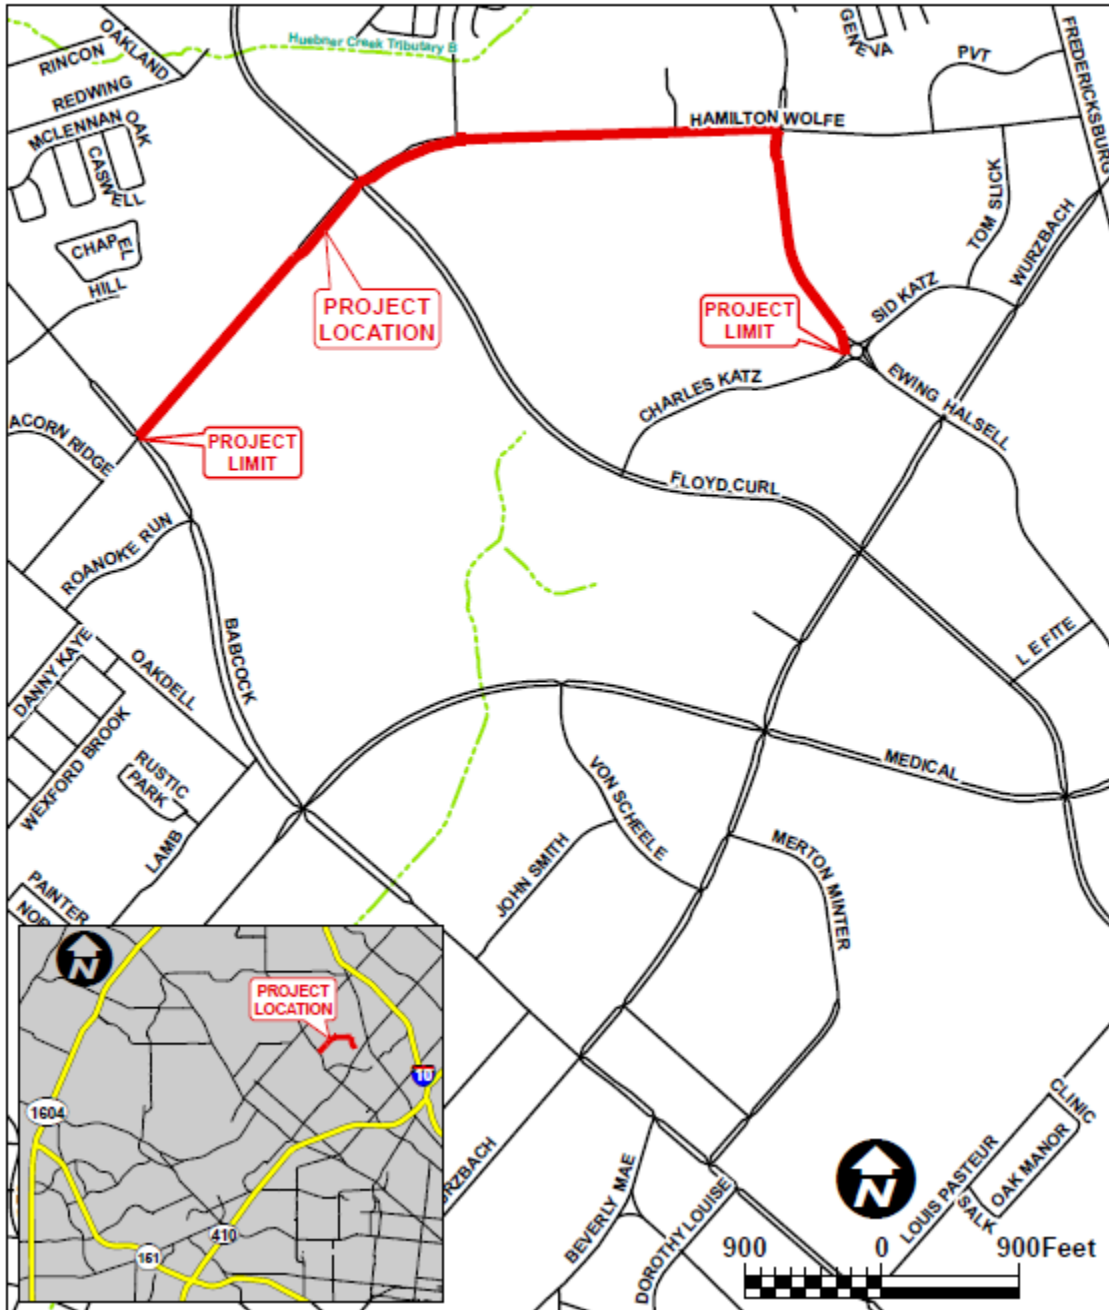 OAKLAND
RINCON
REDWING
MCLENNAN OAK
CASWELL
CHAPEL
HILL
Huebner Creek Tributary B
GENEVA
PVT
FREDERICKSBURG
HAMILTON WOLFE
TOM SLICK
WURZBACH
SID KATZ
PROJECT
LOCATION
PROJECT
LIMIT
CHARLES KATZ
EWING HALSELL
ACORN RIDGE
PROJECT
LIMIT
FLOYD CURL
ROANOKE RUN
BABCOCK
L E FITE
DANNY KAYE
OAKDELL
WEXFORD BROOK
RUSTIC
PARK
LAMB
VON SCHEELE
MEDICAL
JOHN SMITH
MERTON MINTER
PAINTER
NOR
N
PROJECT
LOCATION
10
1604
410
161
RZBACH
BEVERLY MAE
DOROTHY LOUISE
N
LOUIS PASTEUR
SALK
OAK MANOR
CLINIC
900 0 900Feet